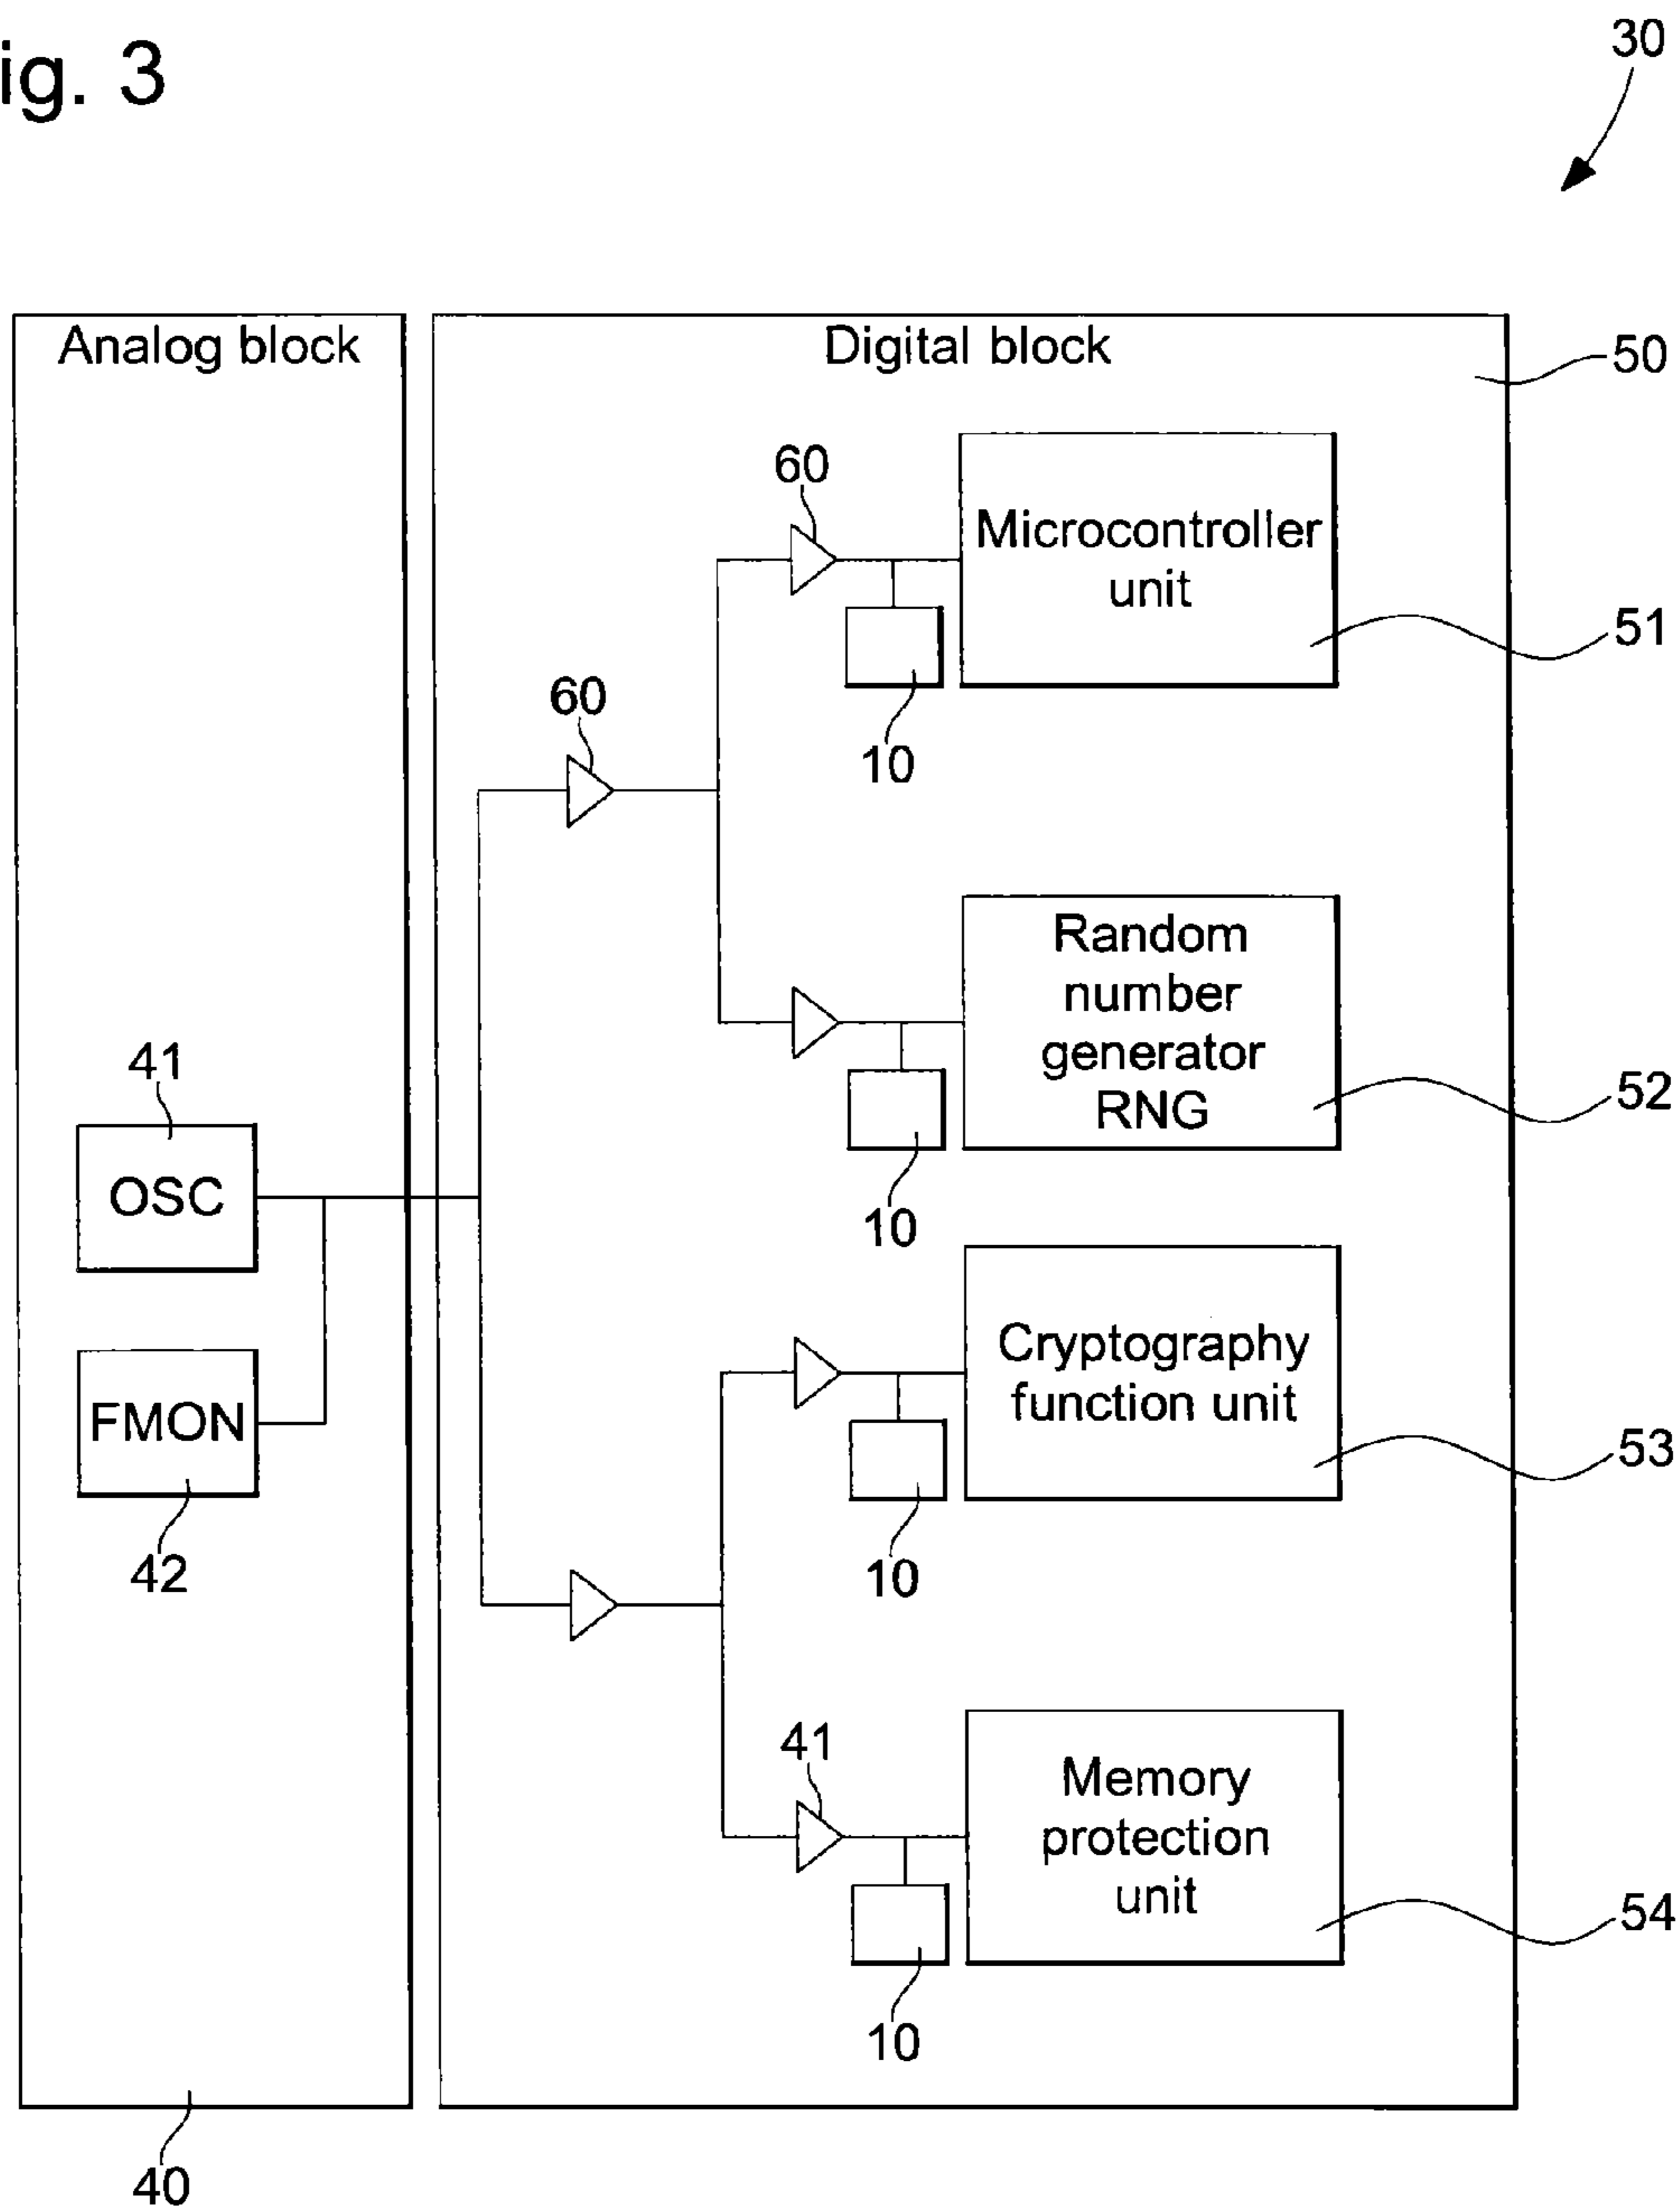 ig. 3
30
Analog block
Digital block
50
60
Microcontroller
unit
51
10
60
Random
number
generator
RNG
52
10
41
OSC
FMON
42
Cryptography
function unit
53
10
41
Memory
protection
unit
54
10
40